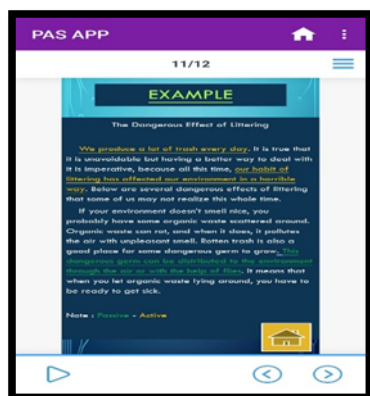 PAS APP
11/12
EXAMPLE
The Dangerous Effect of Littering
We produce a lot of trash every day. It is true that
it is unavoidable but having a better way to deal with
it is imperative, because all this time, our habit of
littering has affected our environment in a horrible
way. Below are several dangerous effects of littering
that some of us may not realize this whole time.
If your environment doesn't smell nice, you
probably have some organic waste scattered around.
Organic waste can rot, and when it does, it pollutes
the air with unpleasant smell. Rotten trash is also a
good place for some dangerous germ to grow. This
dangerous germ can be distributed to the environment
through the air or with the help of flies. It means that
when you let organic waste lying around, you have to
be ready to get sick.
Note : Passive - Active